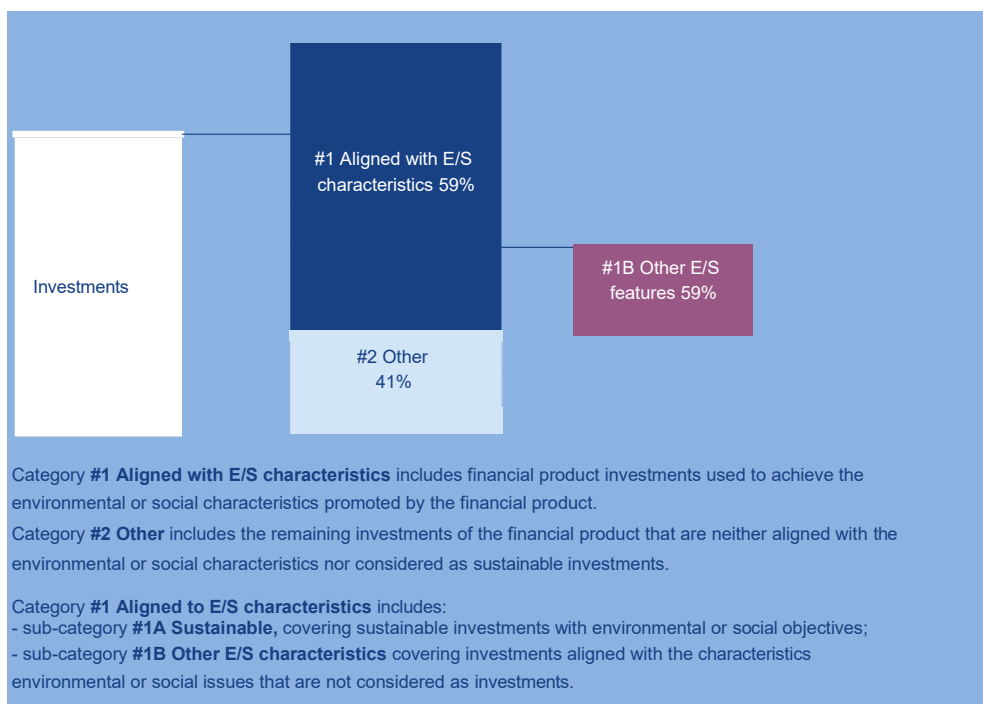 #1 Aligned with E/S
characteristics 59%
Investments
#1B Other E/S
features 59%
#2 Other
41%
Category #1 Aligned with E/S characteristics includes financial product investments used to achieve the
environmental or social characteristics promoted by the financial product.
Category #2 Other includes the remaining investments of the financial product that are neither aligned with the
environmental or social characteristics nor considered as sustainable investments.
Category #1 Aligned to E/S characteristics includes:
- sub-category #1A Sustainable, covering sustainable investments with environmental or social objectives;
- sub-category #1B Other E/S characteristics covering investments aligned with the characteristics
environmental or social issues that are not considered as investments.